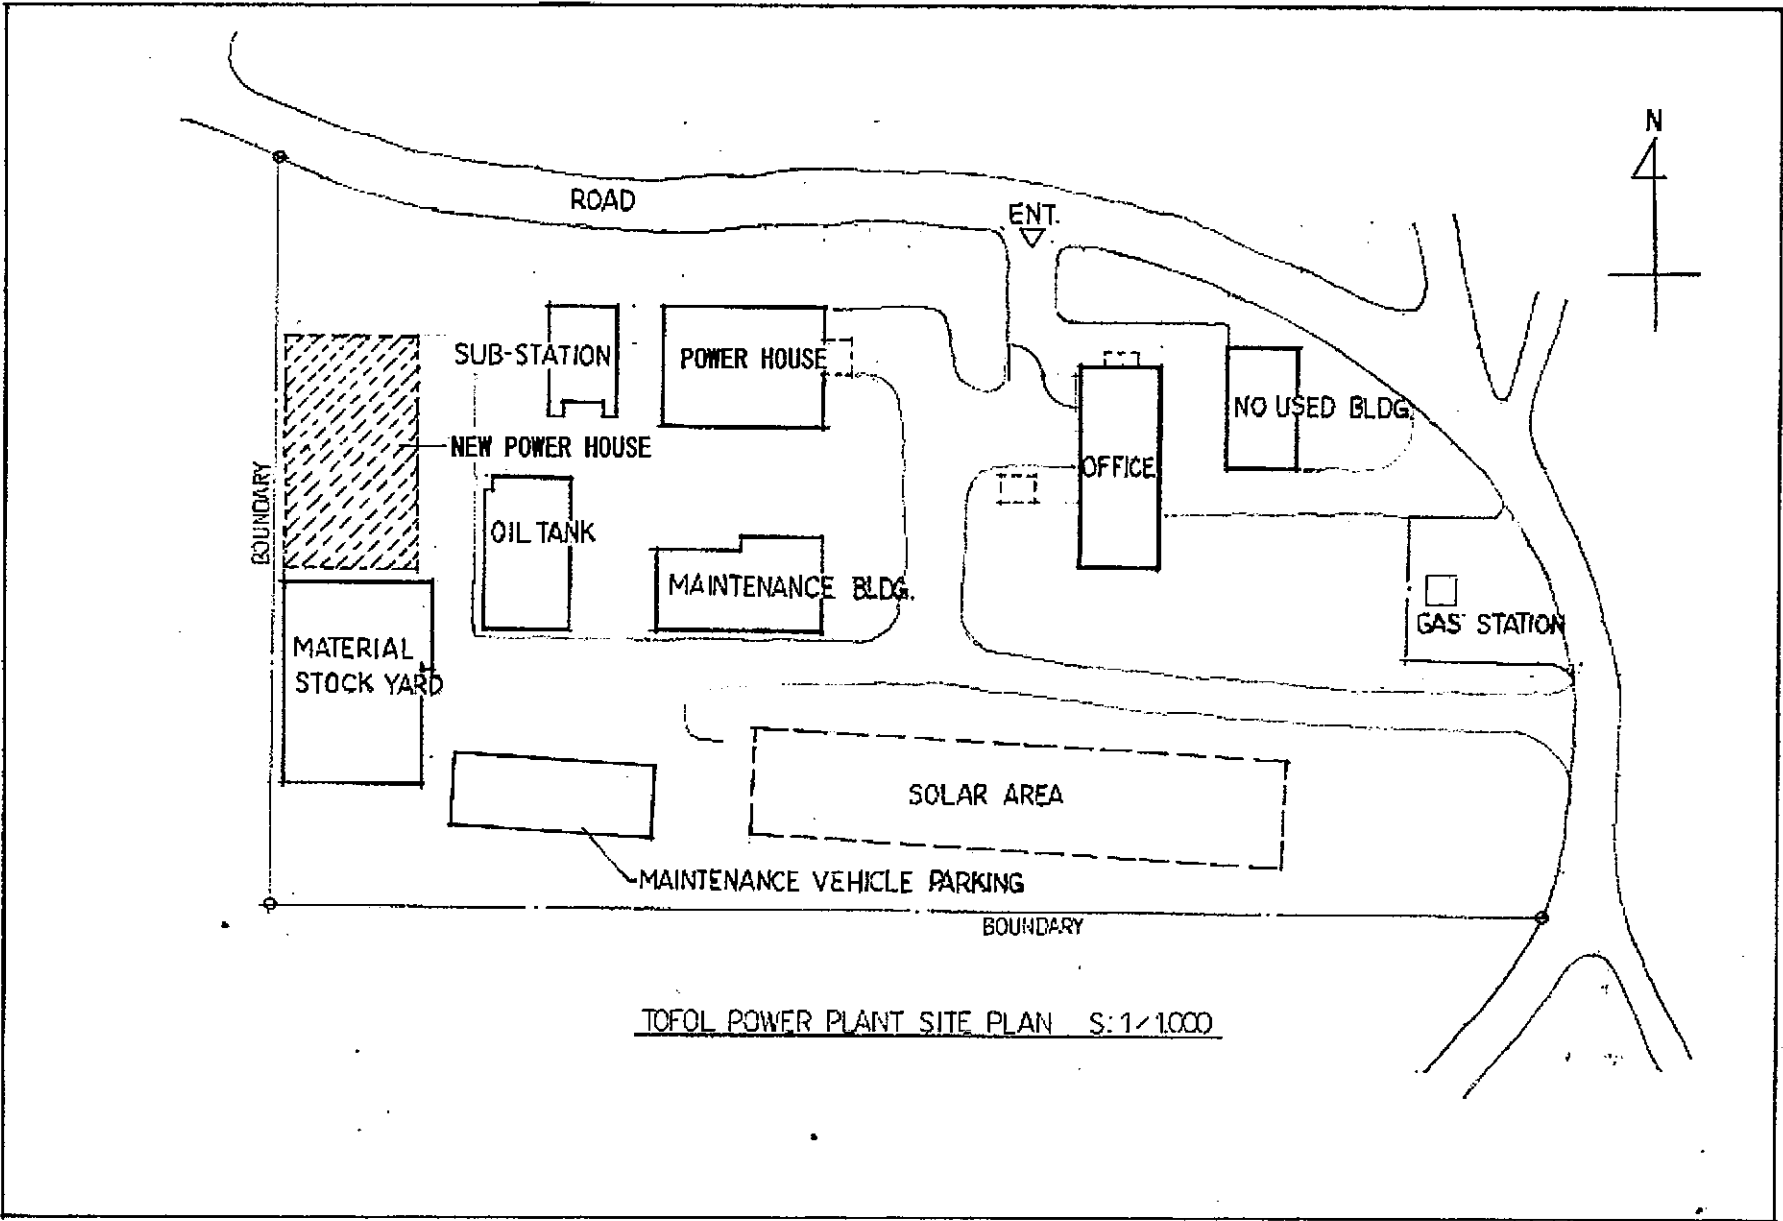 N
ROAD
ENT.
SUB-STATION
POWER HOUSE
NO USED BLDG.
NEW POWER HOUSE
OFFICE
BOUNDARY
OIL TANK
MAINTENANCE BLDG.
GAS STATION
MATERIAL
STOCK YARD
SOLAR AREA
MAINTENANCE VEHICLE PARKING
BOUNDARY
TOFOL POWER PLANT SITE PLAN S: 1/1.000